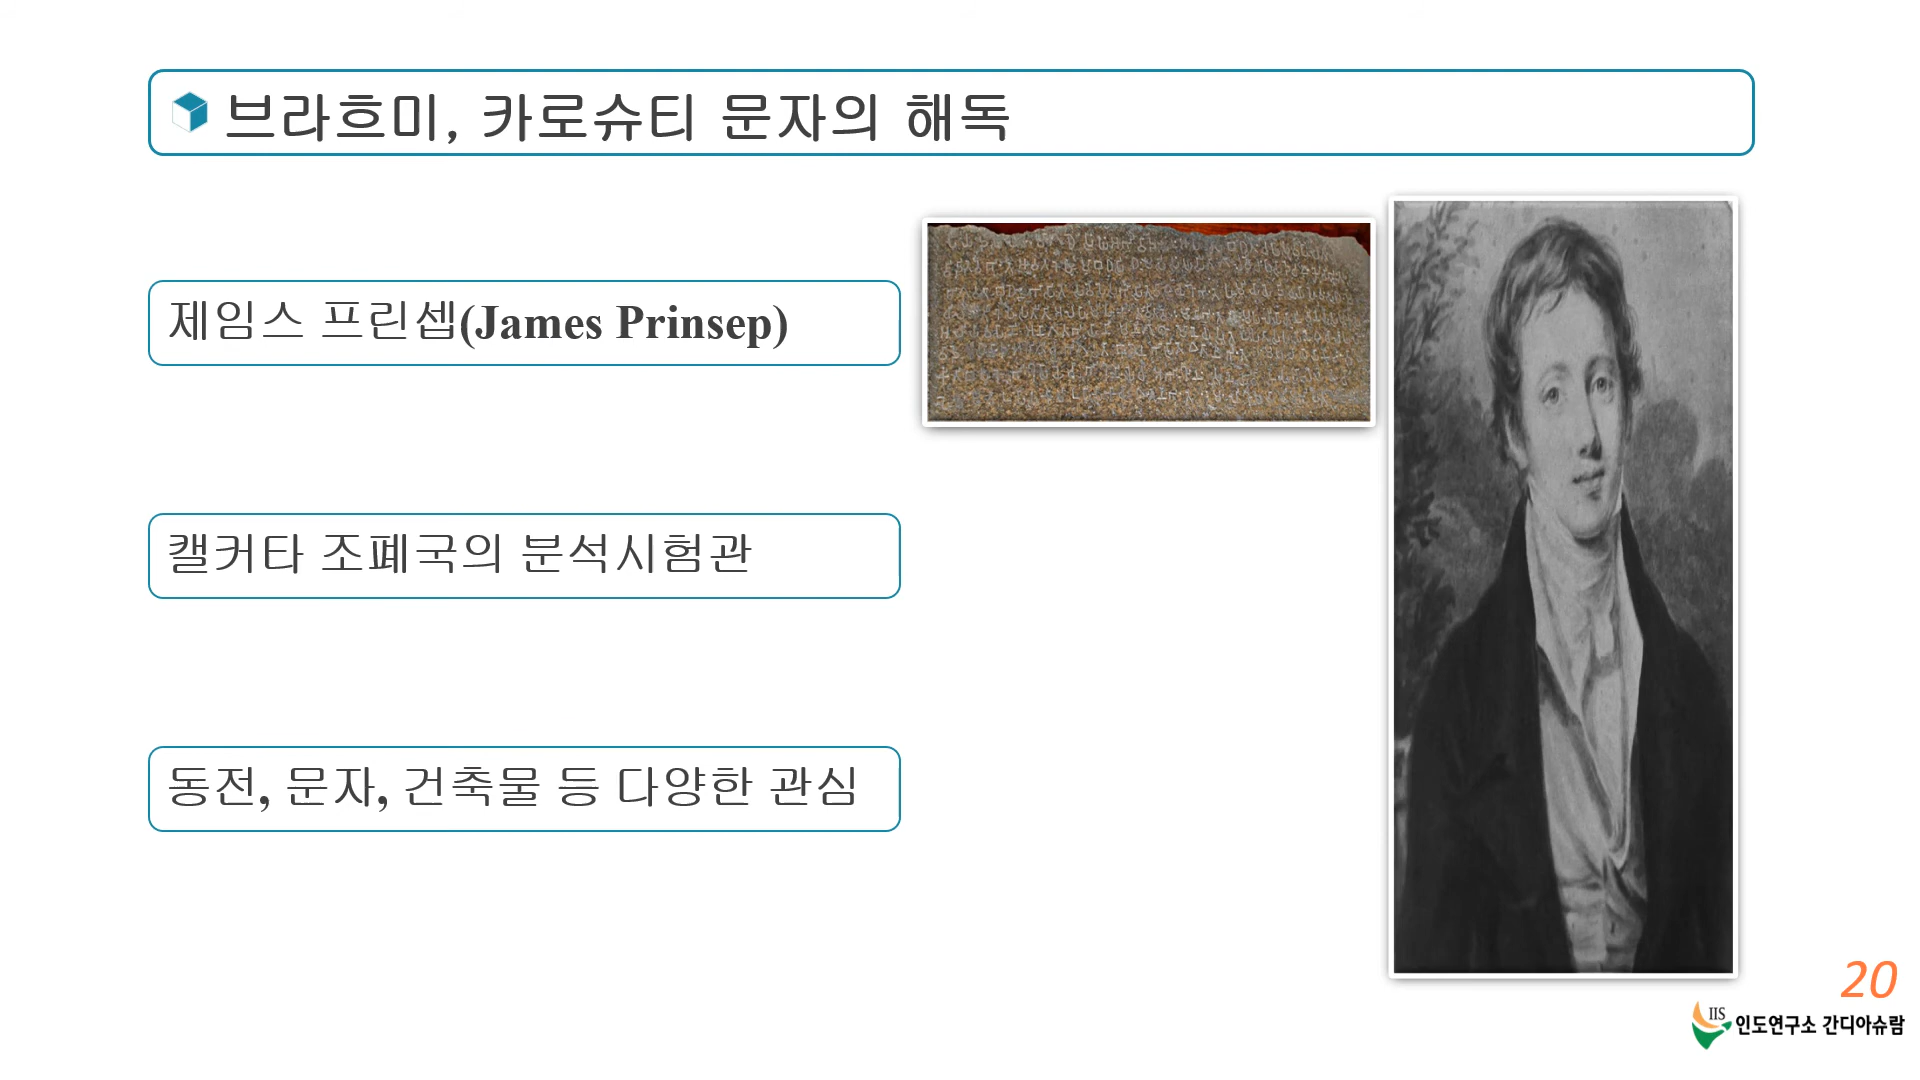 브라흐미, 카로슈티 문자의 해독
제임스 프린셉(James Prinsep)
캘커타 조폐국의 분석시험관
동전, 문자, 건축물 등 다양한 관심
20
IIS
인도연구소 간디아슈람